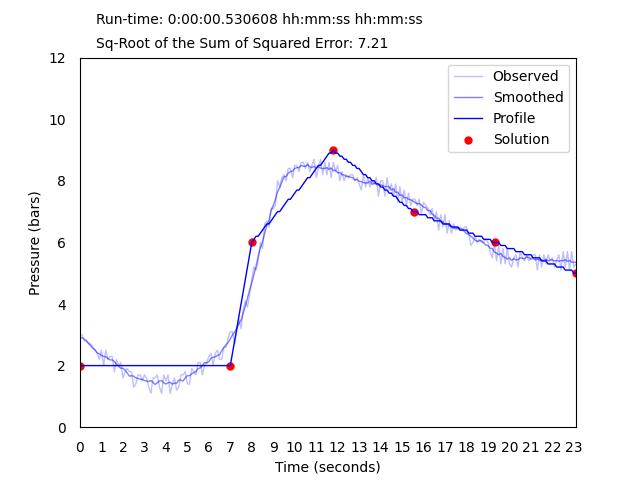 Run-time: 0:00:00.530608 hh:mm:ss hh:mm:ss
Sq-Root of the Sum of Squared Error: 7.21
12
10
8
6
4
2
0
Pressure (bars)
Observed
Smoothed
Profile
Solution
0 1 2 3 4 5 6 7 8 9 10 11 12 13 14 15 16 17 18 19 20 21 22 23
Time (seconds)